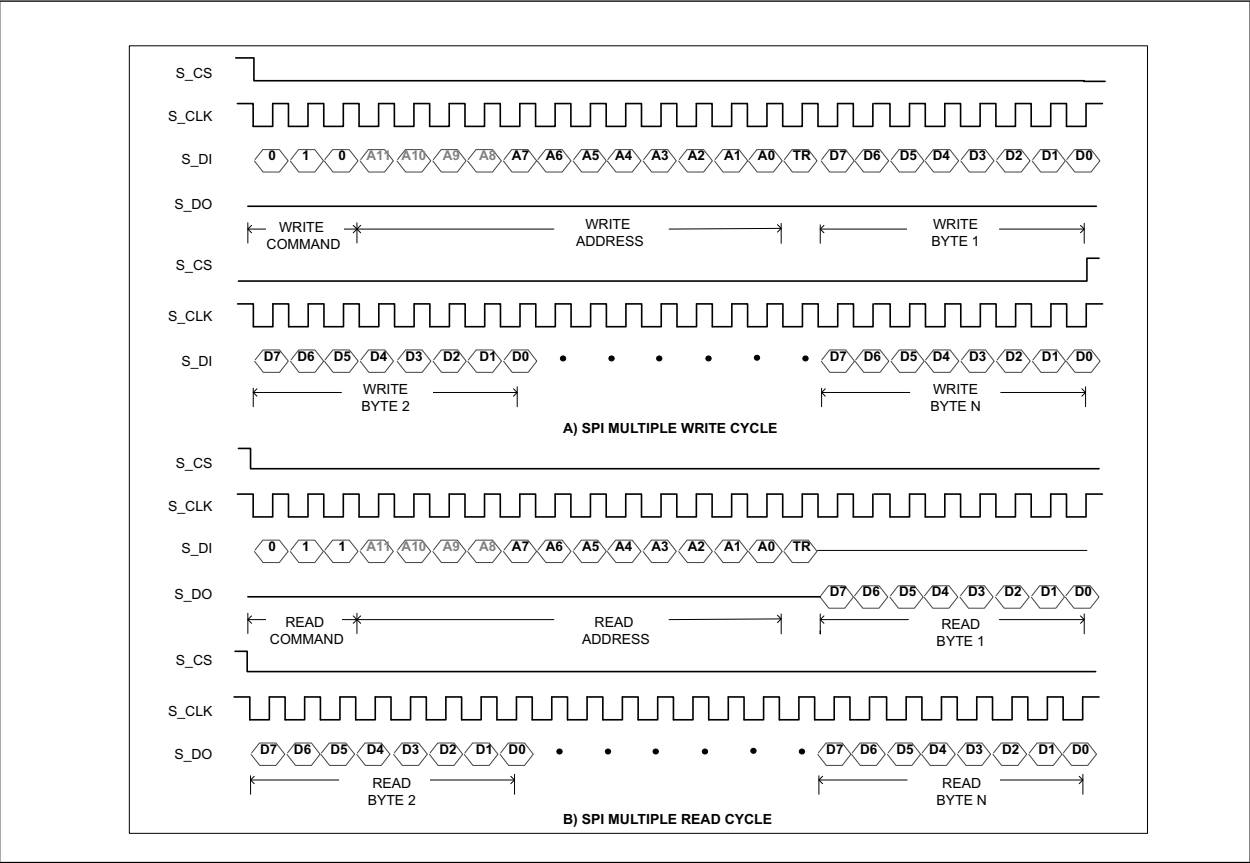 S_CS
S_CLK
S_DI 0 1 0 A11 A10 A9 A8 A7 A6 A5 A4 A3 A2 A1 A0 TR D7 D6 D5 D4 D3 D2 D1 D0
S_DO
WRITE COMMAND WRITE ADDRESS WRITE BYTE 1
S_CS
S_CLK
S_DI D7 D6 D5 D4 D3 D2 D1 D0 • • • • • • D7 D6 D5 D4 D3 D2 D1 D0
WRITE BYTE 2 WRITE BYTE N
A) SPI MULTIPLE WRITE CYCLE
S_CS
S_CLK
S_DI 0 1 1 A11 A10 A9 A8 A7 A6 A5 A4 A3 A2 A1 A0 TR
S_DO D7 D6 D5 D4 D3 D2 D1 D0
READ COMMAND READ ADDRESS READ BYTE 1
S_CS
S_CLK
S_DO D7 D6 D5 D4 D3 D2 D1 D0 • • • • • • D7 D6 D5 D4 D3 D2 D1 D0
READ BYTE 2 READ BYTE N
B) SPI MULTIPLE READ CYCLE